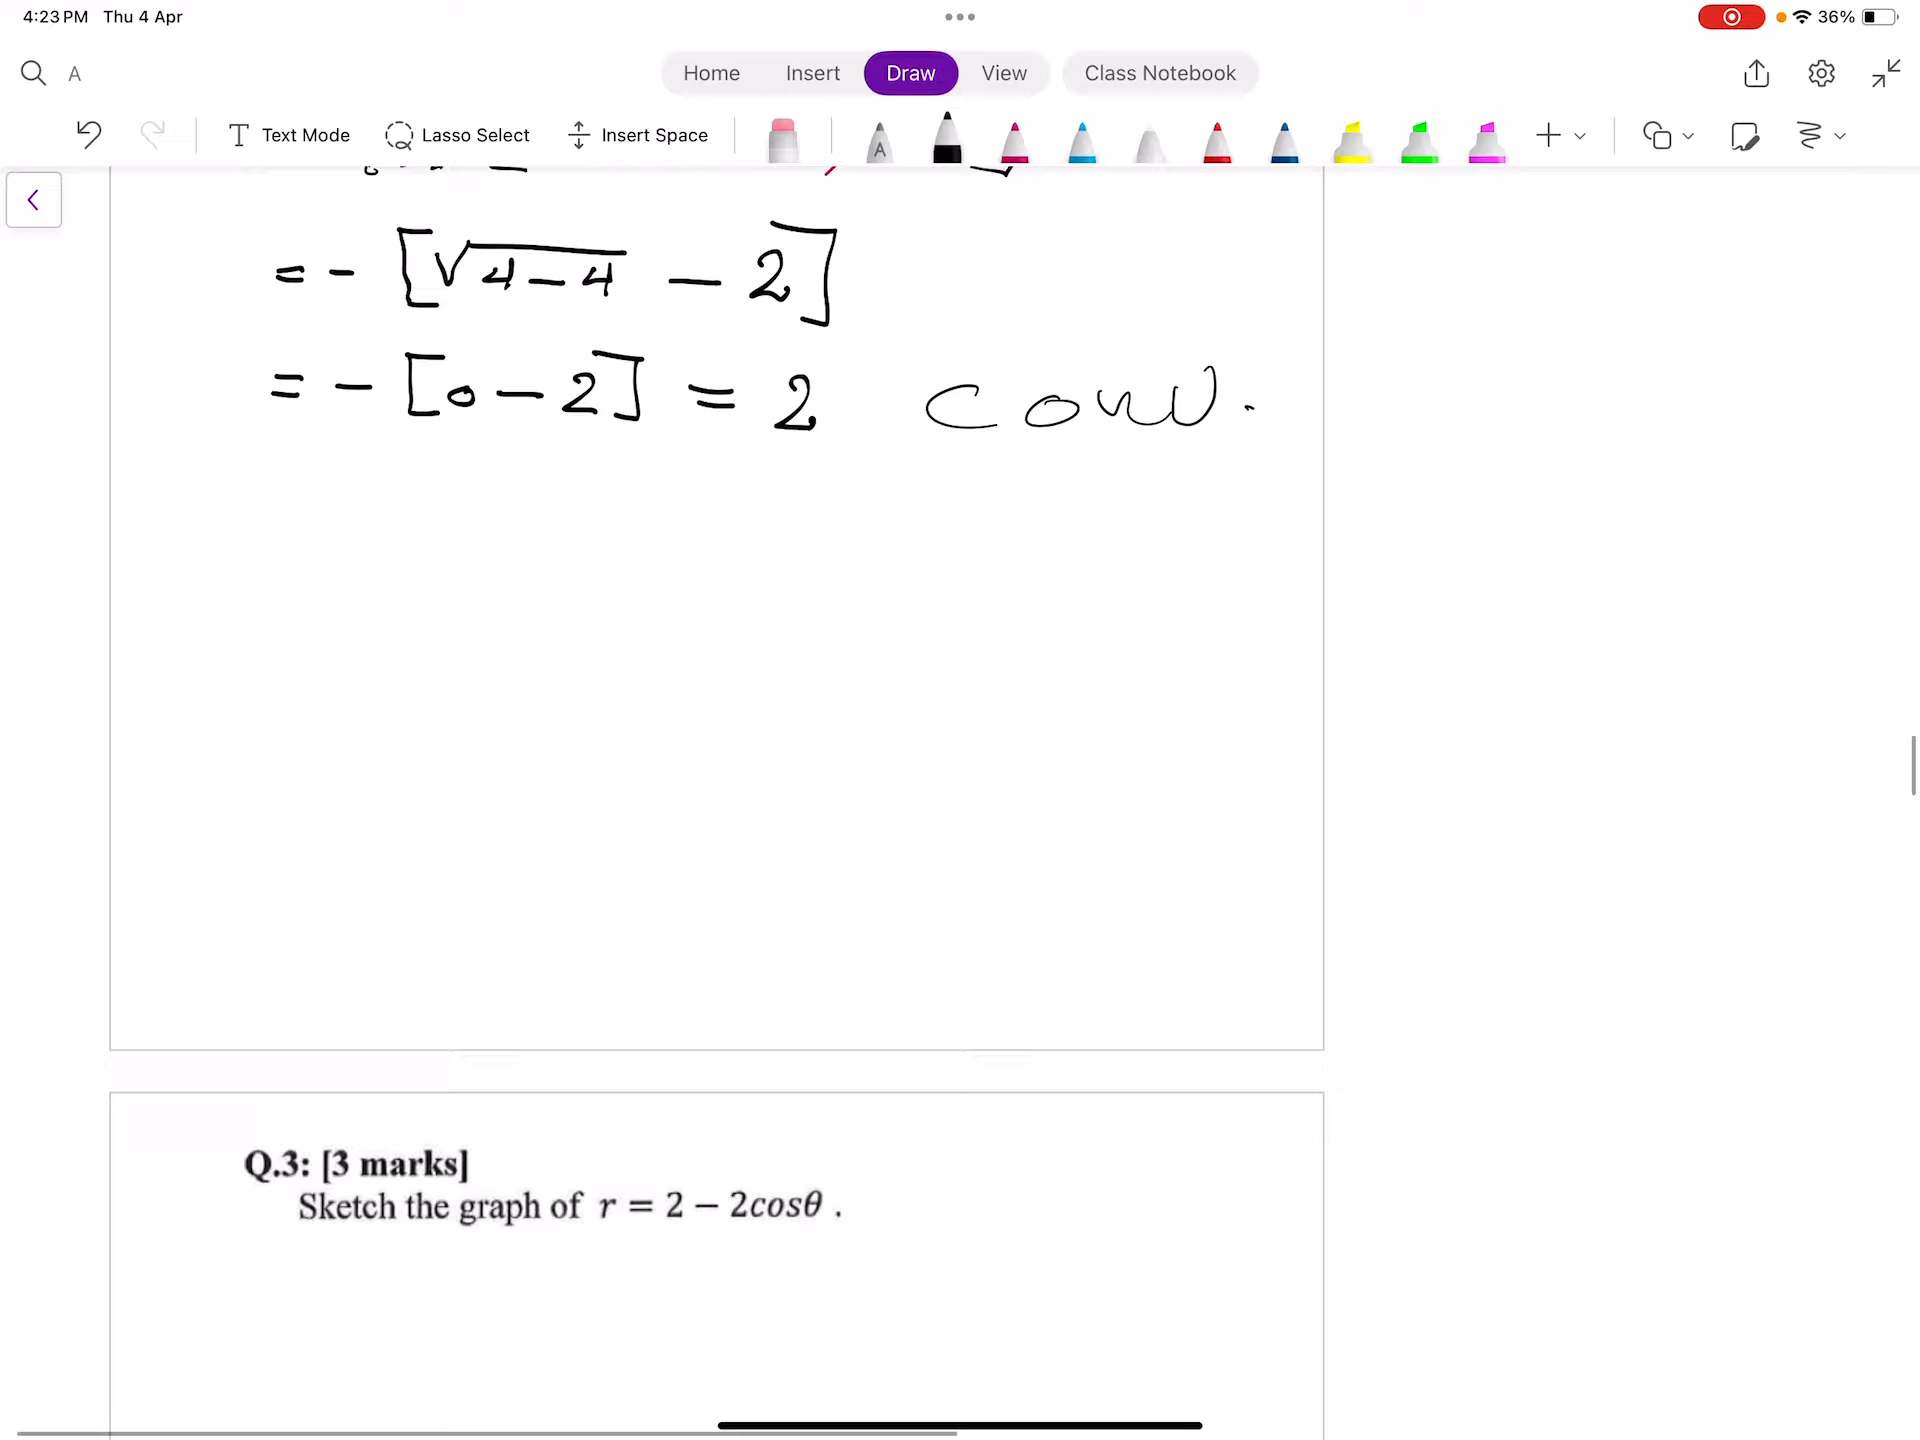 4:23 PM Thu 4 Apr
36%
A
Home Insert Draw View Class Notebook
Text Mode Lasso Select Insert Space
A
= - [√4-4 - 2]
= - [0-2] = 2 conv.
Q.3: [3 marks]
Sketch the graph of r = 2 − 2cosθ .